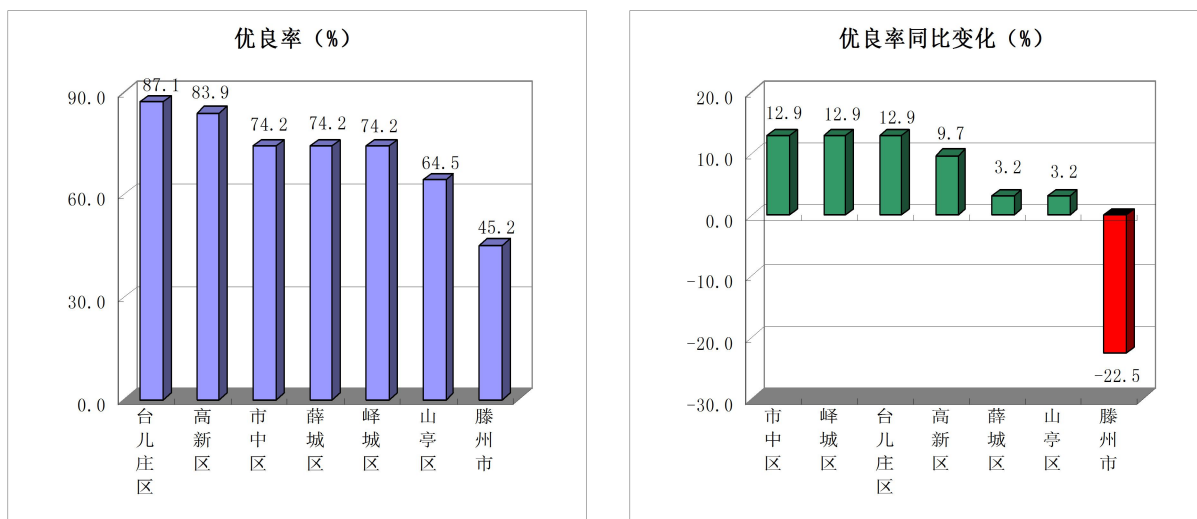 优良率（%）
87.1
83.9
74.2
74.2
74.2
64.5
45.2
90.0
60.0
30.0
0.0
台儿庄区
高新区
市中区
薛城区
峄城区
山亭区
滕州市
优良率同比变化（%）
12.9
12.9
12.9
9.7
3.2
3.2
-22.5
20.0
10.0
0.0
-10.0
-20.0
-30.0
市中区
峄城区
台儿庄区
高新区
薛城区
山亭区
滕州市